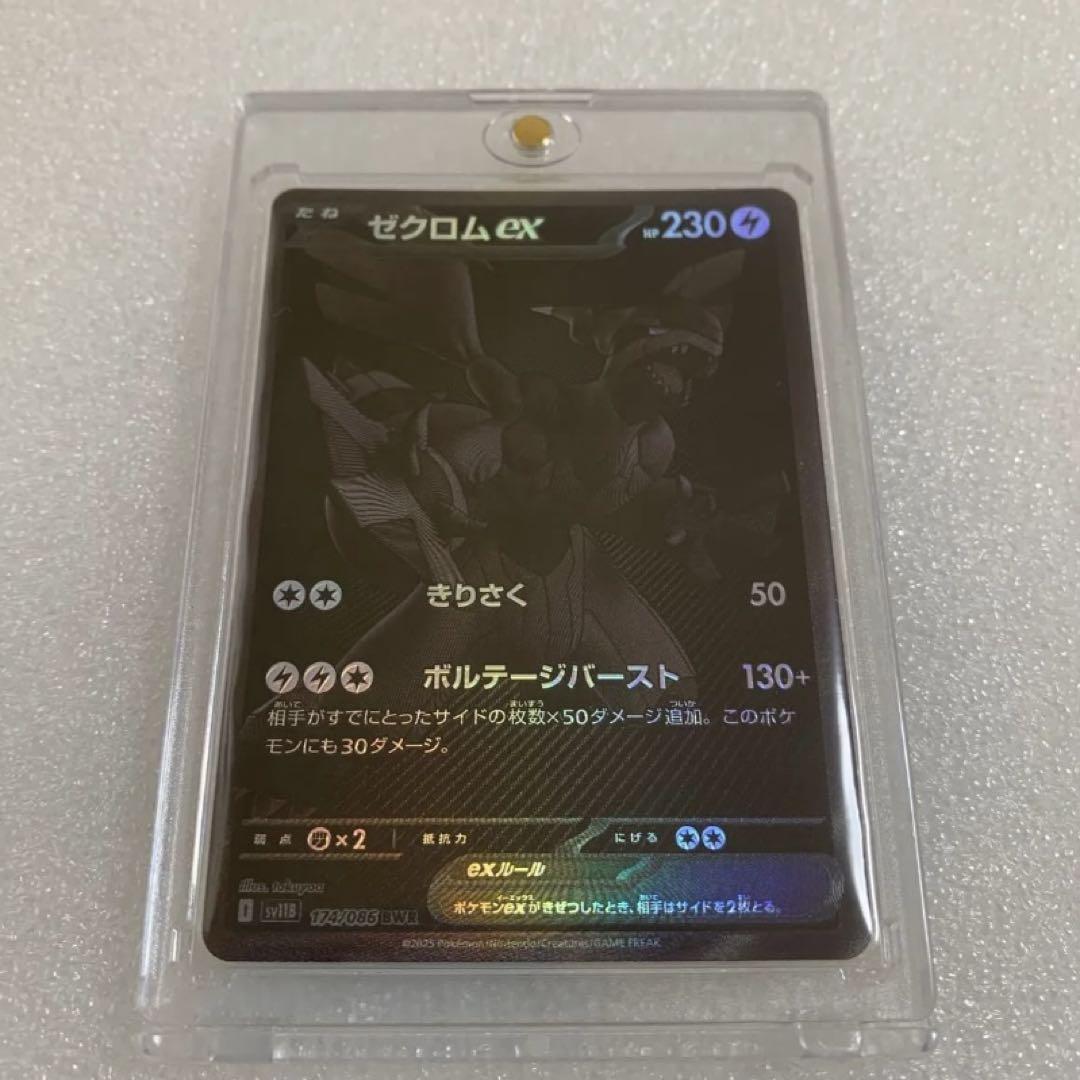 たね ゼクロムex HP230
きりさく 50
ボルテージバースト 130+
相手がすでにとったサイドの枚数×50ダメージ追加。このポケ
モンにも30ダメージ。
弱点 ×2 抵抗力 にげる
exルール
ポケモンexがきぜつしたとき、相手はサイドを2枚とる。
illus. tokuyoa
I sv11B 174/086 BWR
©2025 Pokémon/Nintendo/Creatures/GAME FREAK